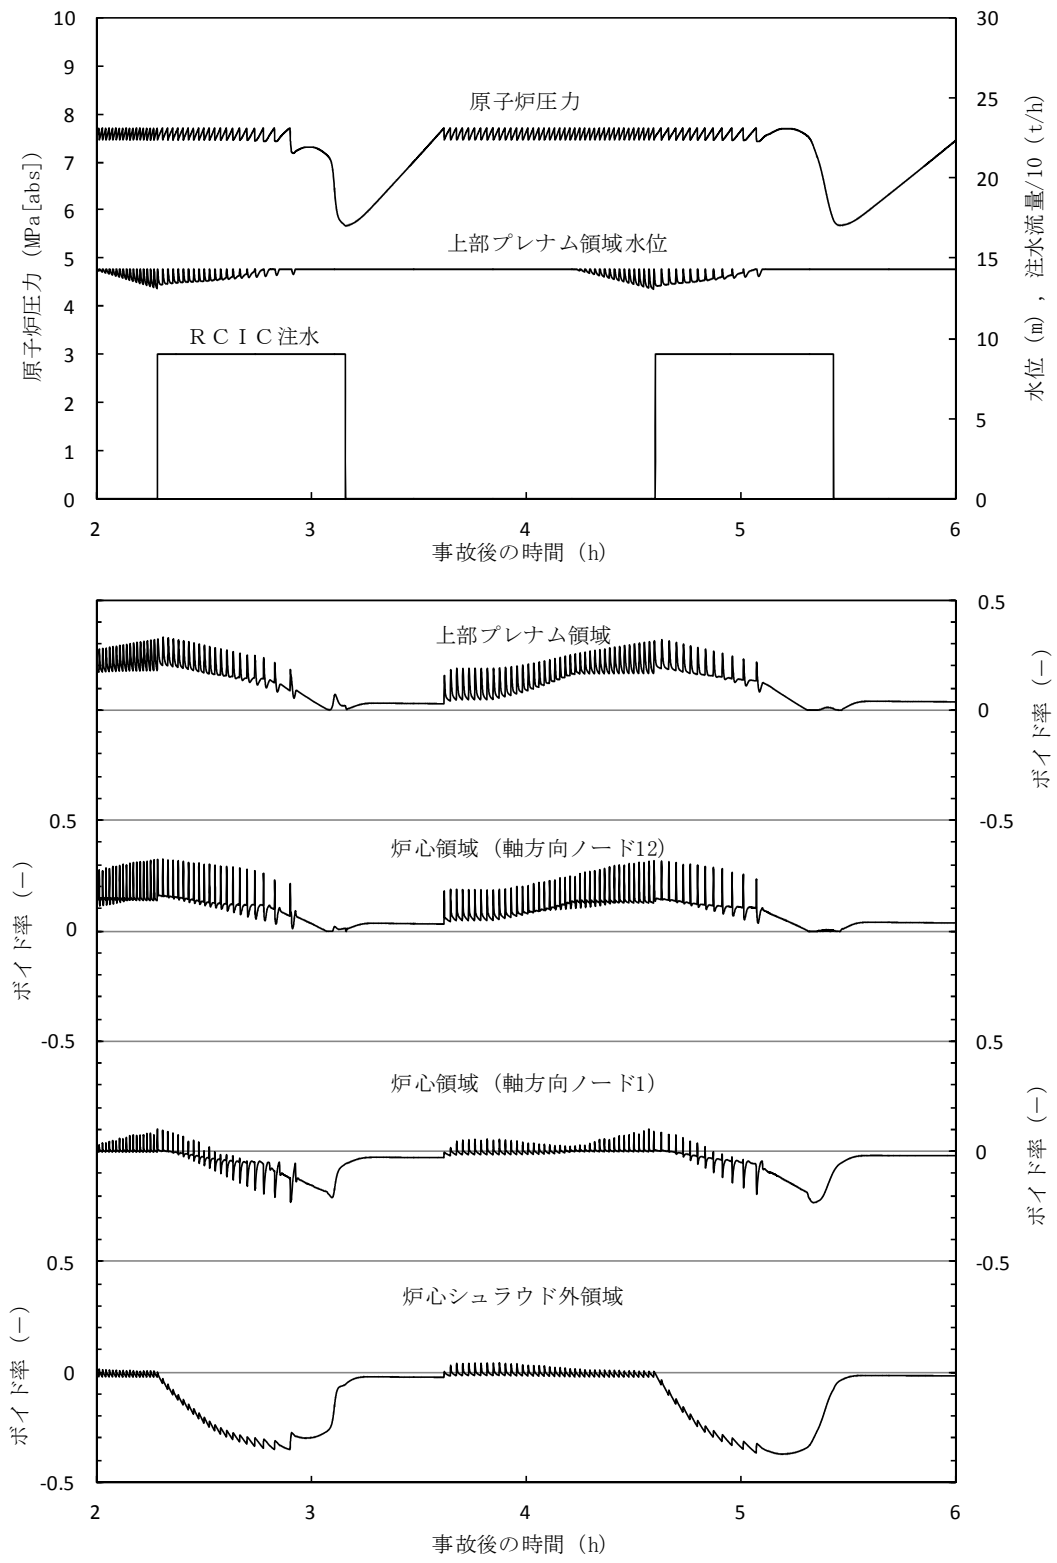 10
9
8
7
6
5
4
3
2
1
0
原子炉圧力 (MPa[abs])
30
25
20
15
10
5
0
水位 (m) , 注水流量/10 (t/h)
原子炉圧力
上部プレナム領域水位
RCIC注水
2
3
4
5
6
事故後の時間 (h)
0.5
上部プレナム領域
0
ボイド率 (—)
0.5
-0.5
炉心領域（軸方向ノード12）
ボイド率 (—)
0
-0.5
0.5
炉心領域（軸方向ノード1）
0
ボイド率 (—)
0.5
-0.5
炉心シュラウド外領域
ボイド率 (—)
0
-0.5
2
3
4
5
6
事故後の時間 (h)